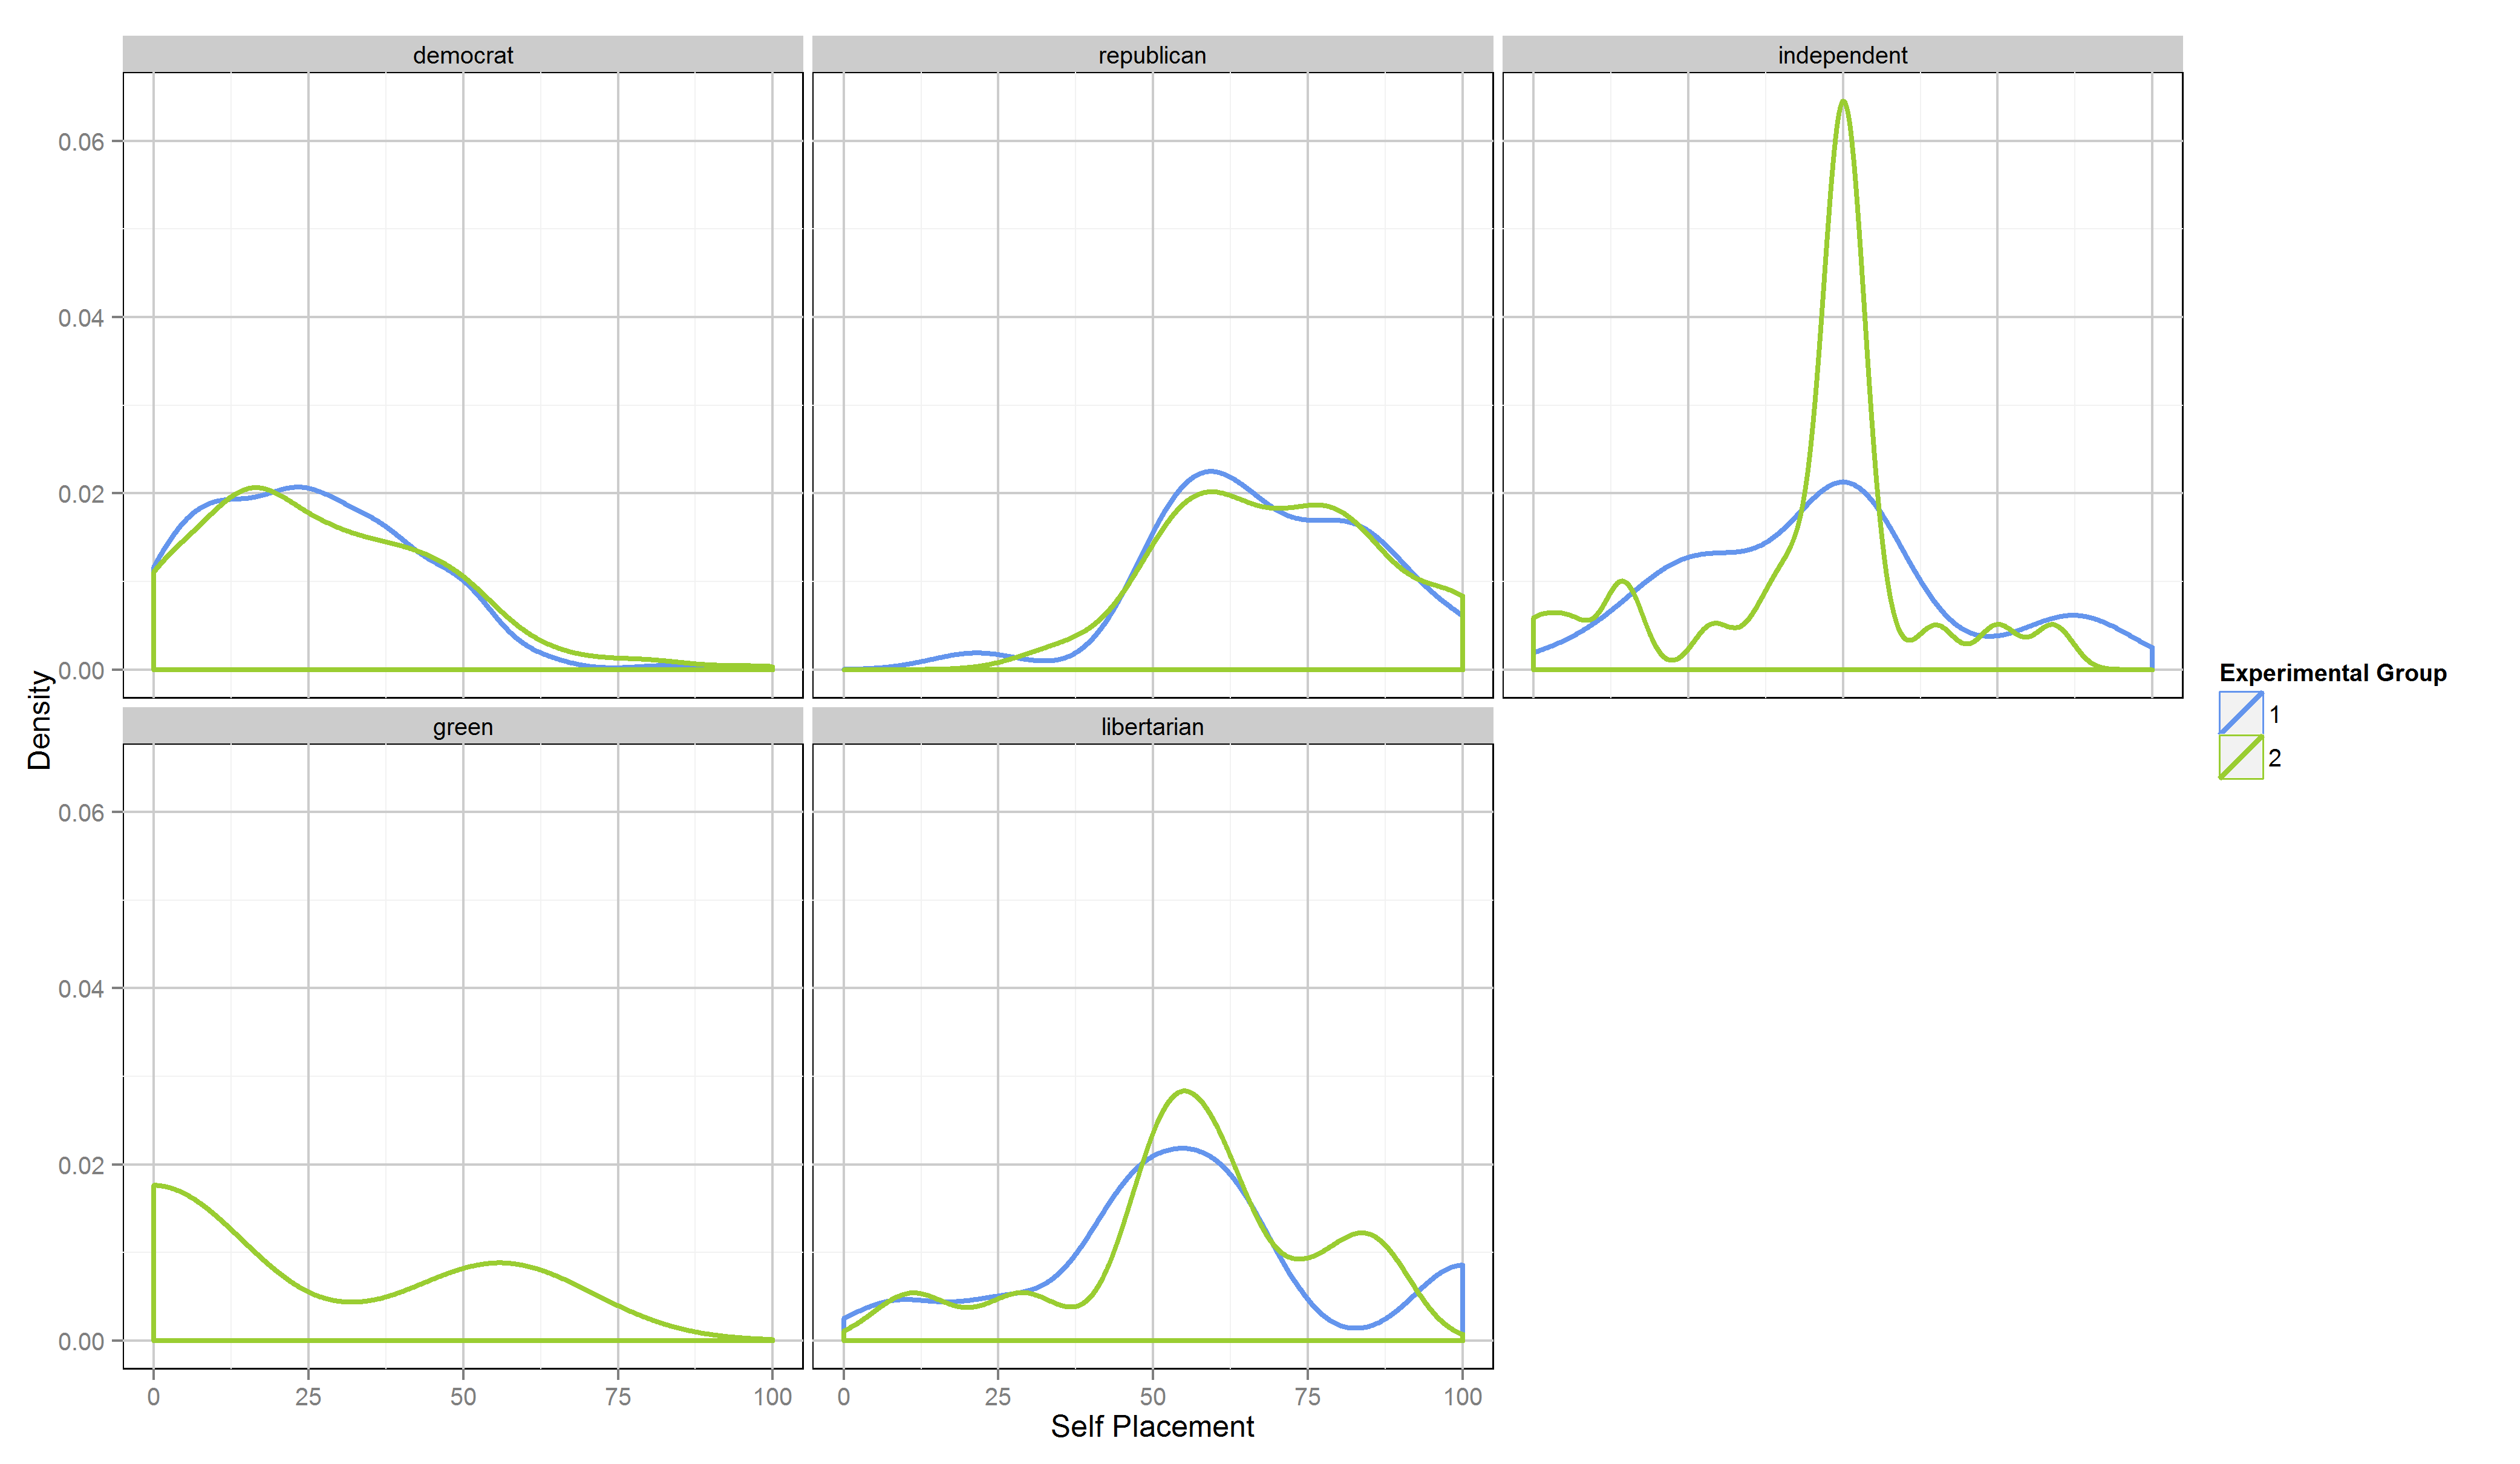 democrat
republican
independent
0.06
0.04
0.02
0.00
green
libertarian
0.06
0.04
0.02
0.00
0 25 50 75 100
0 25 50 75 100
Self Placement
Density
Experimental Group
1
2